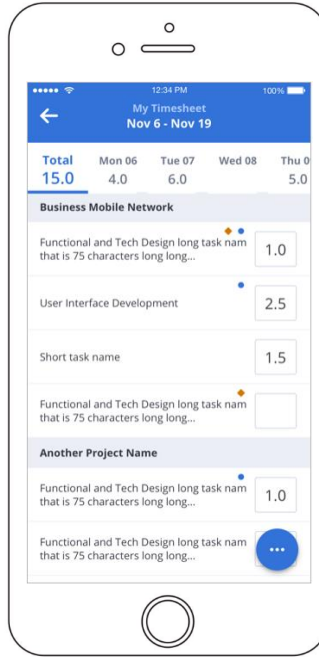 12:34 PM 100%
My Timesheet
Nov 6 - Nov 19
Total Mon 06 Tue 07 Wed 08 Thu 0
15.0 4.0 6.0 5.0
Business Mobile Network
Functional and Tech Design long task nam
that is 75 characters long long...
1.0
User Interface Development
2.5
Short task name
1.5
Functional and Tech Design long task nam
that is 75 characters long long...
Another Project Name
Functional and Tech Design long task nam
that is 75 characters long long...
1.0
Functional and Tech Design long task nam
that is 75 characters long long...